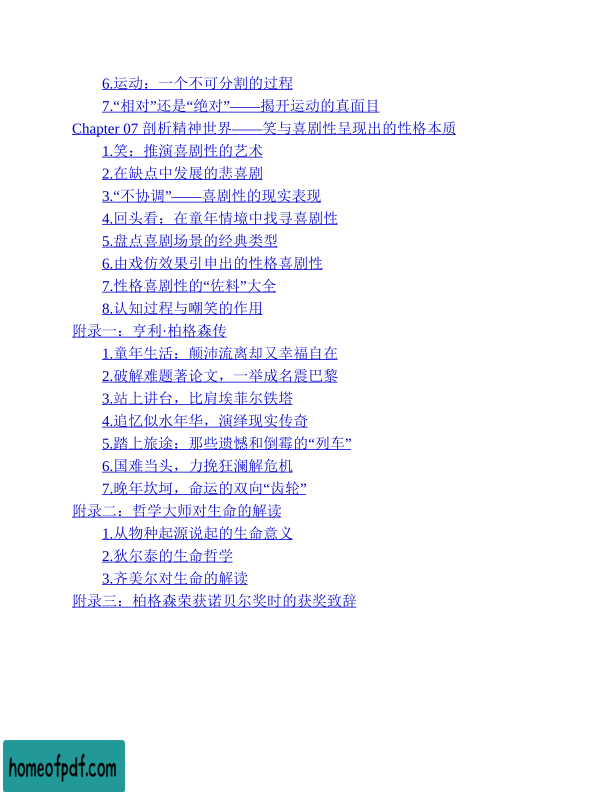 6.运动：一个不可分割的过程
7.“相对”还是“绝对”——揭开运动的真面目
Chapter 07 剖析精神世界——笑与喜剧性呈现出的性格本质
1.笑：推演喜剧性的艺术
2.在缺点中发展的悲喜剧
3.“不协调”——喜剧性的现实表现
4.回头看：在童年情境中找寻喜剧性
5.盘点喜剧场景的经典类型
6.由戏仿效果引申出的性格喜剧性
7.性格喜剧性的“佐料”大全
8.认知过程与嘲笑的作用
附录一：亨利·柏格森传
1.童年生活：颠沛流离却又幸福自在
2.破解难题著论文，一举成名震巴黎
3.站上讲台，比肩埃菲尔铁塔
4.追忆似水年华，演绎现实传奇
5.踏上旅途：那些遗憾和倒霉的“列车”
6.国难当头，力挽狂澜解危机
7.晚年坎坷，命运的双向“齿轮”
附录二：哲学大师对生命的解读
1.从物种起源说起的生命意义
2.狄尔泰的生命哲学
3.齐美尔对生命的解读
附录三：柏格森荣获诺贝尔奖时的获奖致辞
homeofpdf.com